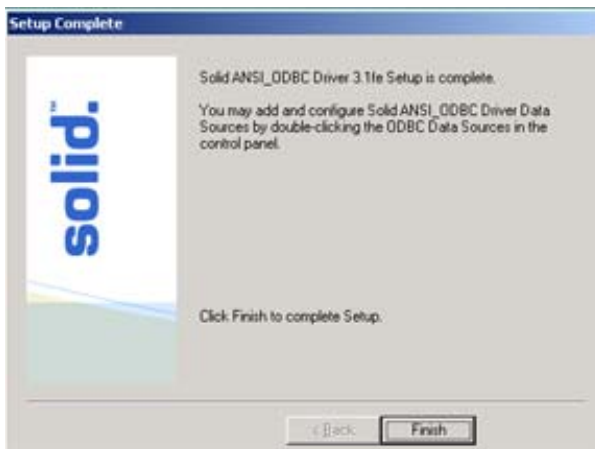 Setup Complete
solid.™
Solid ANSI_ODBC Driver 3.1fe Setup is complete.
You may add and configure Solid ANSI_ODBC Driver Data
Sources by double-clicking the ODBC Data Sources in the
control panel.
Click Finish to complete Setup.
< Back
Finish